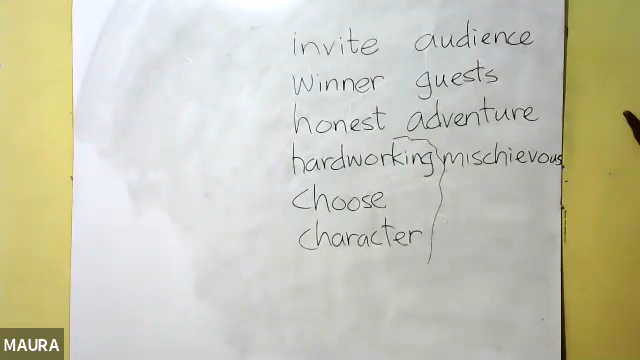 invite audience
winner guests
honest adventure
hardworking mischievous
choose
character
MAURA